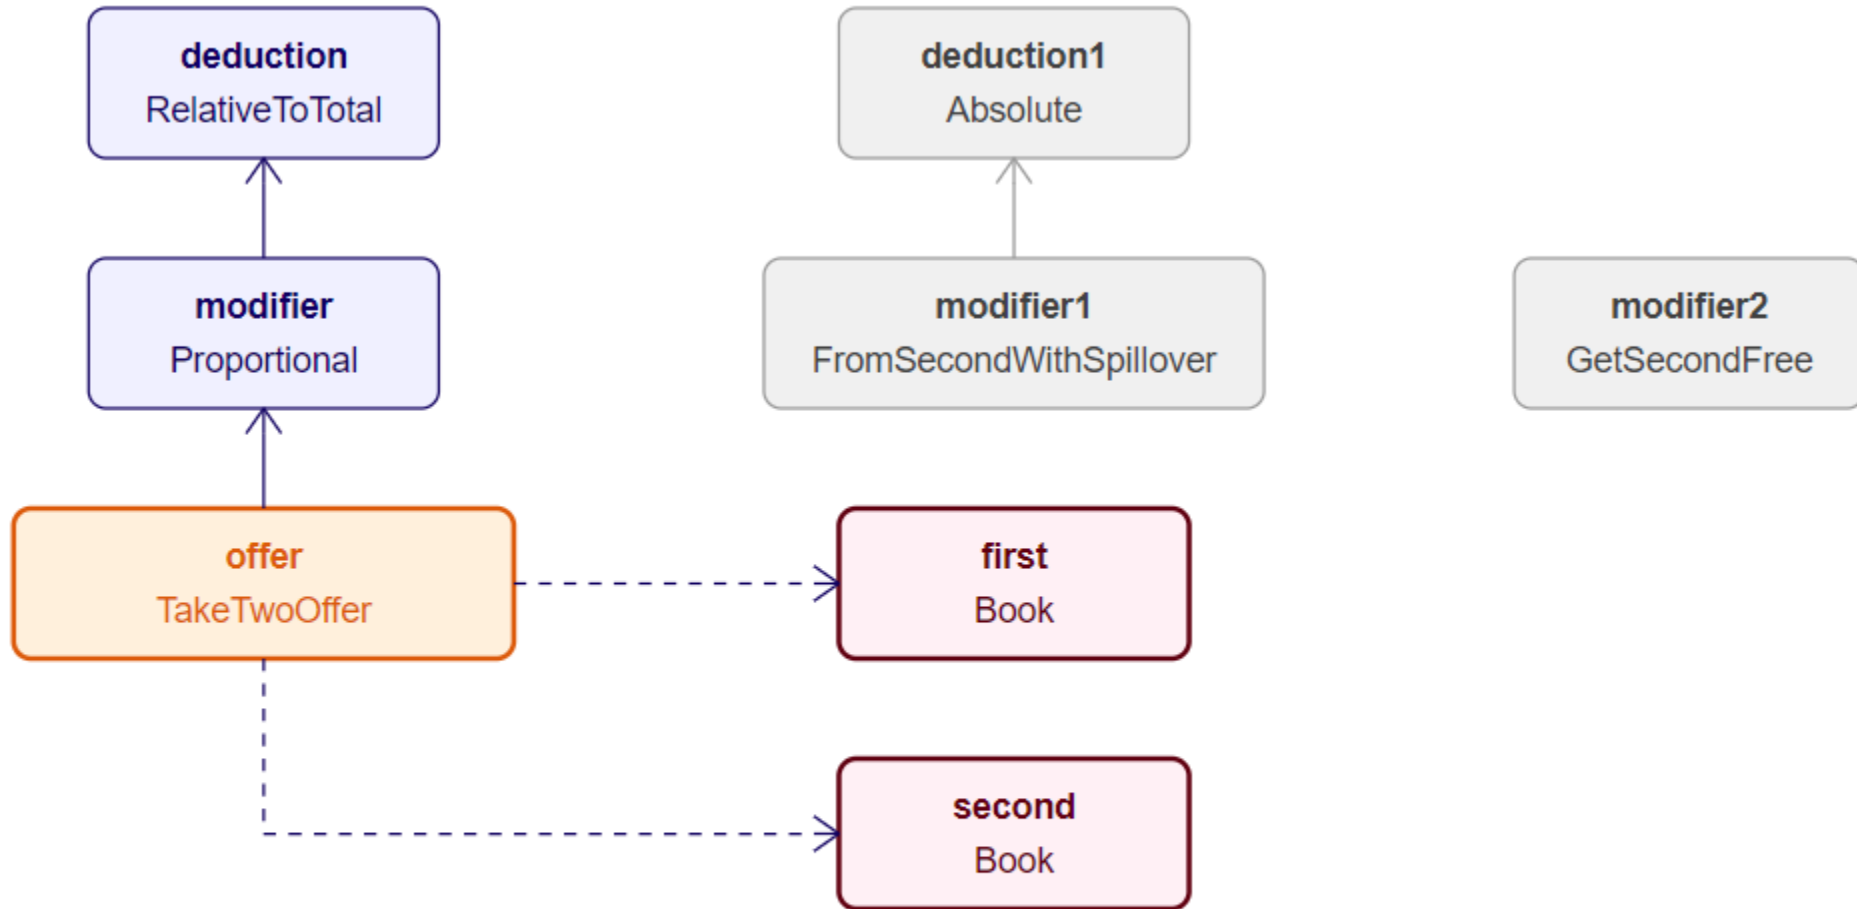 deduction
RelativeToTotal
deduction1
Absolute
modifier
Proportional
modifier1
FromSecondWithSpillover
modifier2
GetSecondFree
offer
TakeTwoOffer
first
Book
second
Book